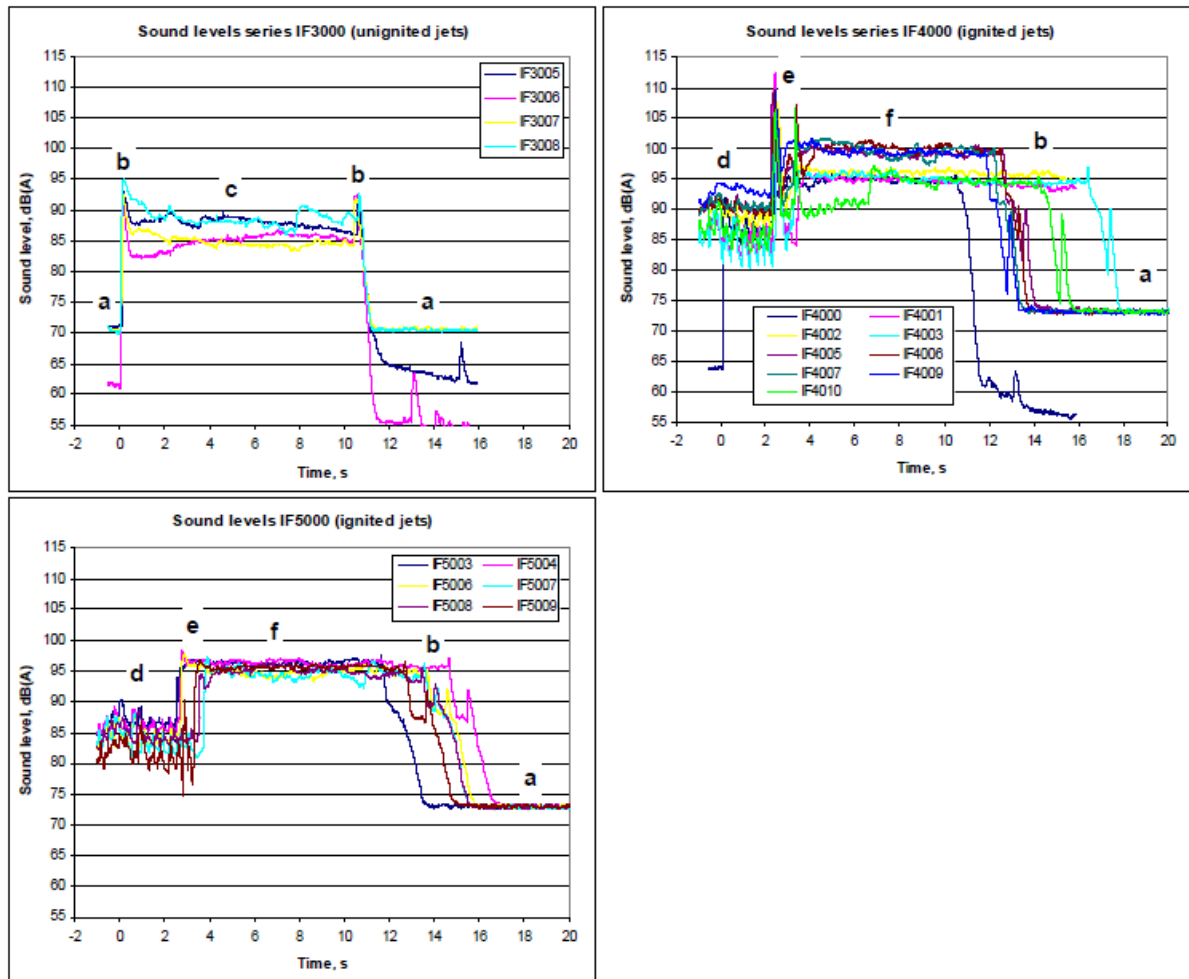 Sound levels series IF3000 (unignited jets)
115
110
105
100
95
90
85
80
75
70
65
60
55
Sound level, dB(A)
IF3005
IF3006
IF3007
IF3008
b
c
b
a
a
-2 0 2 4 6 8 10 12 14 16 18 20
Time, s
Sound levels series IF4000 (ignited jets)
115
110
105
100
95
90
85
80
75
70
65
60
55
Sound level, dB(A)
e
f
d
b
a
IF4000 IF4001
IF4002 IF4003
IF4005 IF4006
IF4007 IF4009
IF4010
-2 0 2 4 6 8 10 12 14 16 18 20
Time, s
Sound levels IF5000 (ignited jets)
115
110
105
100
95
90
85
80
75
70
65
60
55
Sound level, dB(A)
IF5003 IF5004
IF5006 IF5007
IF5008 IF5009
e
f
b
d
a
-2 0 2 4 6 8 10 12 14 16 18 20
Time, s